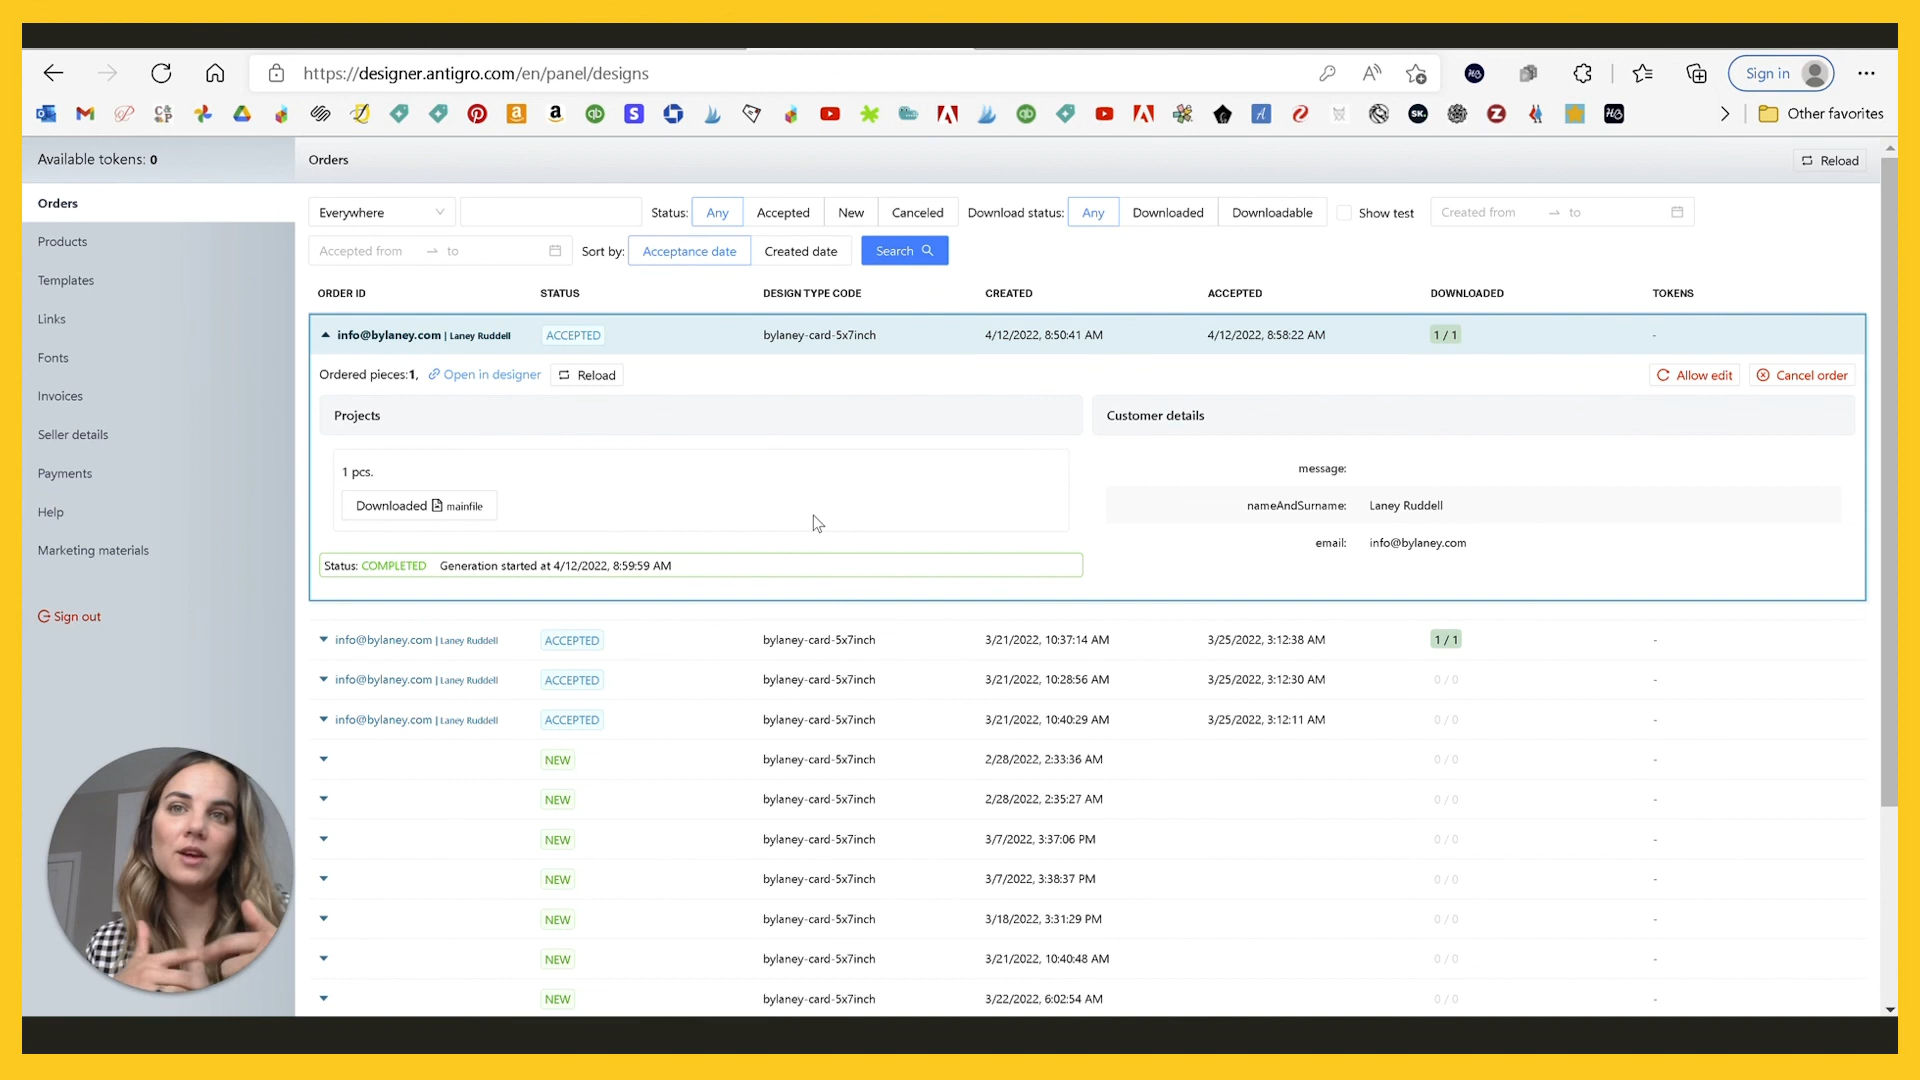 https://designer.antigro.com/en/panel/designs
Sign in
Other favorites
Available tokens: 0
Orders
Products
Templates
Links
Fonts
Invoices
Seller details
Payments
Help
Marketing materials
Sign out
Orders
Reload
Everywhere
Status: Any Accepted New Canceled
Download status: Any Downloaded Downloadable
Show test
Created from → to
Accepted from → to
Sort by: Acceptance date Created date
Search
ORDER ID STATUS DESIGN TYPE CODE CREATED ACCEPTED DOWNLOADED TOKENS
info@bylaney.com | Laney Ruddell ACCEPTED bylaney-card-5x7inch 4/12/2022, 8:50:41 AM 4/12/2022, 8:58:22 AM 1 / 1 -
Ordered pieces:1, Open in designer Reload
Allow edit Cancel order
Projects
1 pcs.
Downloaded mainfile
Status: COMPLETED Generation started at 4/12/2022, 8:59:59 AM
Customer details
message:
nameAndSurname: Laney Ruddell
email: info@bylaney.com
info@bylaney.com | Laney Ruddell ACCEPTED bylaney-card-5x7inch 3/21/2022, 10:37:14 AM 3/25/2022, 3:12:38 AM 1 / 1 -
info@bylaney.com | Laney Ruddell ACCEPTED bylaney-card-5x7inch 3/21/2022, 10:28:56 AM 3/25/2022, 3:12:30 AM 0 / 0 -
info@bylaney.com | Laney Ruddell ACCEPTED bylaney-card-5x7inch 3/21/2022, 10:40:29 AM 3/25/2022, 3:12:11 AM 0 / 0 -
NEW bylaney-card-5x7inch 2/28/2022, 2:33:36 AM 0 / 0 -
NEW bylaney-card-5x7inch 2/28/2022, 2:35:27 AM 0 / 0 -
NEW bylaney-card-5x7inch 3/7/2022, 3:37:06 PM 0 / 0 -
NEW bylaney-card-5x7inch 3/7/2022, 3:38:37 PM 0 / 0 -
NEW bylaney-card-5x7inch 3/18/2022, 3:31:29 PM 0 / 0 -
NEW bylaney-card-5x7inch 3/21/2022, 10:40:48 AM 0 / 0 -
NEW bylaney-card-5x7inch 3/22/2022, 6:02:54 AM 0 / 0 -